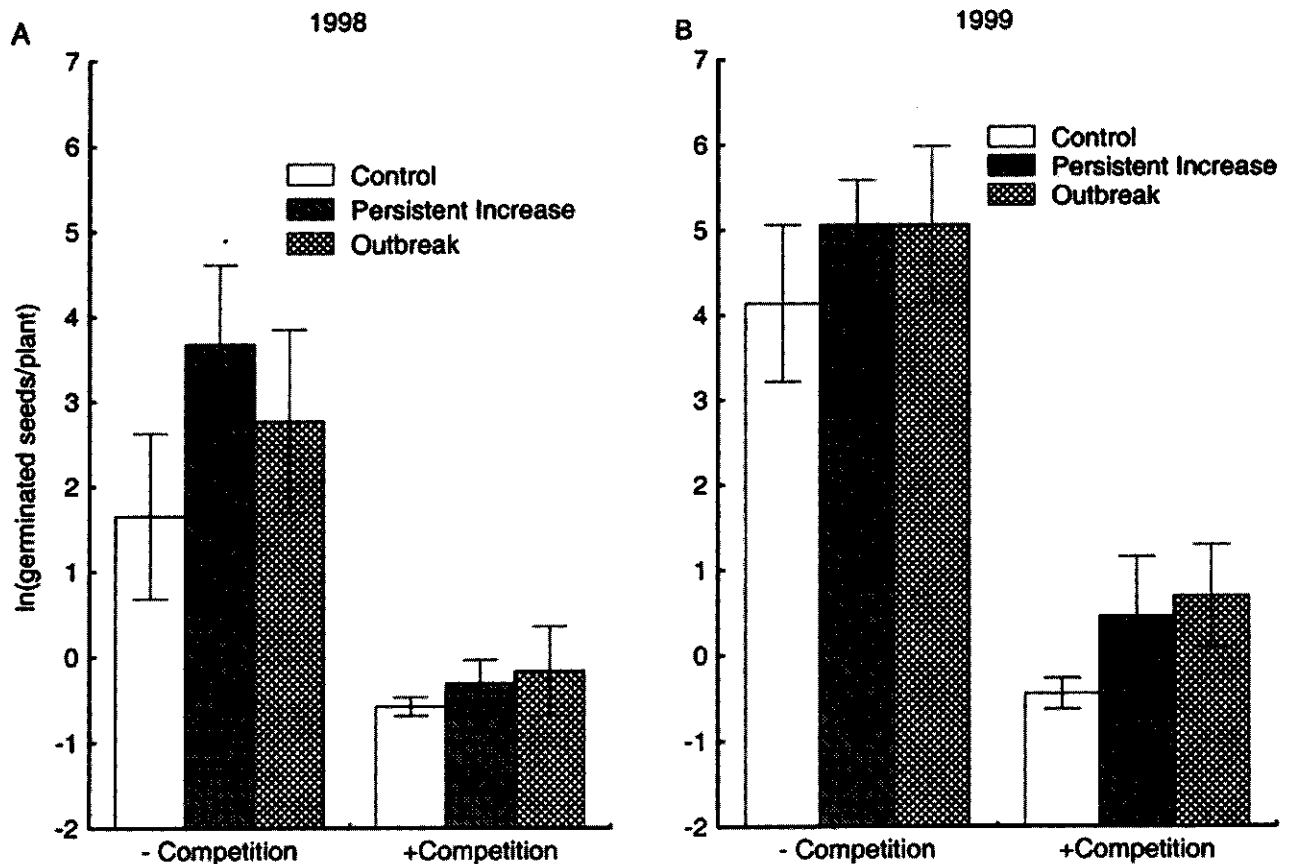 A
1998
7
6
5
4
3
2
1
0
-1
-2
ln(germinated seeds/plant)
Control
Persistent Increase
Outbreak
- Competition
+Competition
B
1999
7
6
5
4
3
2
1
0
-1
-2
Control
Persistent Increase
Outbreak
- Competition
+Competition